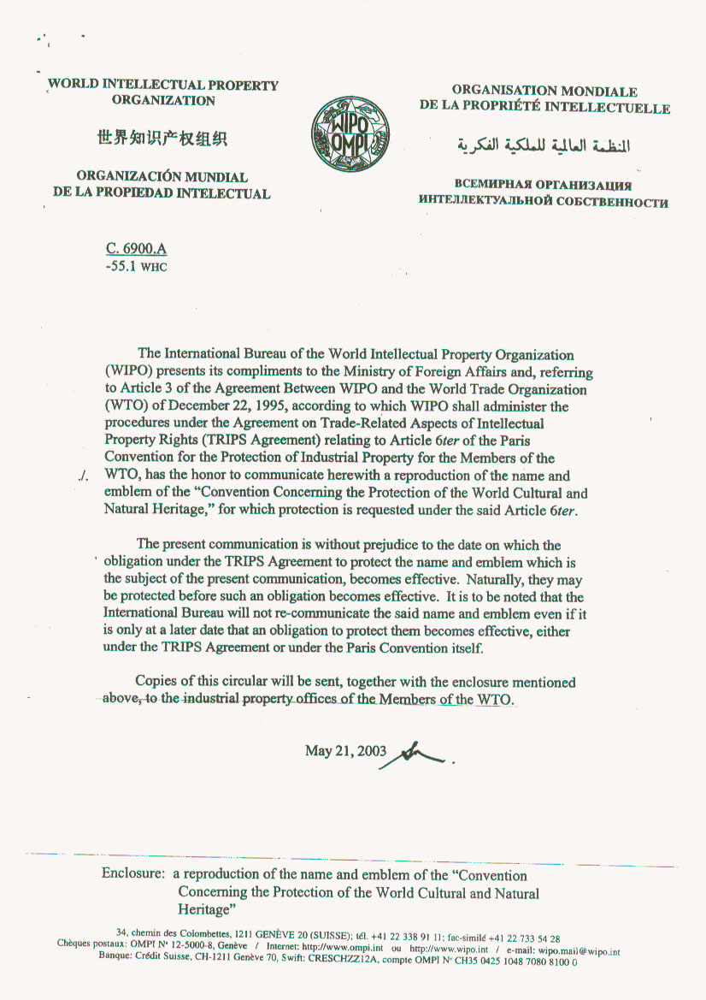 WORLD INTELLECTUAL PROPERTY
ORGANIZATION
世界知识产权组织
ORGANIZACIÓN MUNDIAL
DE LA PROPIEDAD INTELECTUAL
WIPO
OMPI
ORGANISATION MONDIALE
DE LA PROPRIÉTÉ INTELLECTUELLE
المنظمة العالمية للملكية الفكرية
ВСЕМИРНАЯ ОРГАНИЗАЦИЯ
ИНТЕЛЛЕКТУАЛЬНОЙ СОБСТВЕННОСТИ
C. 6900.A
-55.1 WHC
The International Bureau of the World Intellectual Property Organization
(WIPO) presents its compliments to the Ministry of Foreign Affairs and, referring
to Article 3 of the Agreement Between WIPO and the World Trade Organization
(WTO) of December 22, 1995, according to which WIPO shall administer the
procedures under the Agreement on Trade-Related Aspects of Intellectual
Property Rights (TRIPS Agreement) relating to Article 6ter of the Paris
Convention for the Protection of Industrial Property for the Members of the
./. WTO, has the honor to communicate herewith a reproduction of the name and
emblem of the “Convention Concerning the Protection of the World Cultural and
Natural Heritage,” for which protection is requested under the said Article 6ter.
The present communication is without prejudice to the date on which the
obligation under the TRIPS Agreement to protect the name and emblem which is
the subject of the present communication, becomes effective. Naturally, they may
be protected before such an obligation becomes effective. It is to be noted that the
International Bureau will not re-communicate the said name and emblem even if it
is only at a later date that an obligation to protect them becomes effective, either
under the TRIPS Agreement or under the Paris Convention itself.
Copies of this circular will be sent, together with the enclosure mentioned
above, to the industrial property offices of the Members of the WTO.
May 21, 2003
Enclosure: a reproduction of the name and emblem of the “Convention
Concerning the Protection of the World Cultural and Natural
Heritage”
34, chemin des Colombettes, 1211 GENÈVE 20 (SUISSE); tél. +41 22 338 91 11; fac-similé +41 22 733 54 28
Chèques postaux: OMPI N° 12-5000-8, Genève / Internet: http://www.ompi.int ou http://www.wipo.int / e-mail: wipo.mail@wipo.int
Banque: Crédit Suisse, CH-1211 Genève 70, Swift: CRESCHZZ12A, compte OMPI N° CH35 0425 1048 7080 8100 0